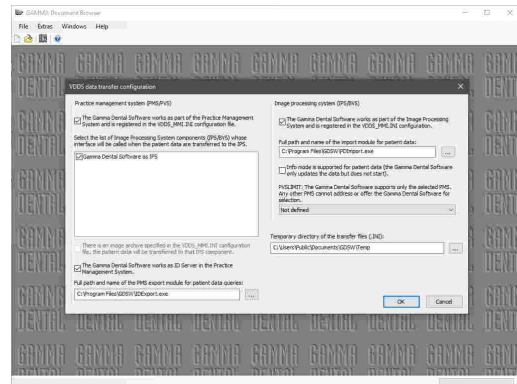 GAMMA Document Browser
File Extras Windows Help
VDDS data transfer configuration
Practice management system (PMS/PVS)
The Gamma Dental Software works as part of the Practice Management
System and is registered in the VDDS_MMI.INI configuration file.
Select the list of Image Processing System components (IPS/BVS) whose
interface will be called when the patient data are transferred to the IPS.
Gamma Dental Software as IPS
There is an image archive specified in the VDDS_MMI.INI configuration
file, the patient data will be transferred to that IPS component.
The Gamma Dental Software works as ID Server in the Practice
Management System.
Full path and name of the PMS export module for patient data queries:
C:\Program Files\GDSW\IDExport.exe
...
Image processing system (IPS/BVS)
The Gamma Dental Software works as part of the Image Processing
System and is registered in the VDDS_MMI.INI configuration.
Full path and name of the import module for patient data:
C:\Program Files\GDSW\PDImport.exe
...
Info mode is supported for patient data (the Gamma Dental Software
only updates the data but does not start).
PVSLIMIT: The Gamma Dental Software supports only the selected PMS.
Any other PMS cannot address or offer the Gamma Dental Software for
selection.
Not defined
Temporary directory of the transfer files (.INI):
C:\Users\Public\Documents\GDSW\Temp
...
OK Cancel
GAMMA GAMMA GAMMA GAMMA GAMMA GAMMA GAMMA
DENTAL